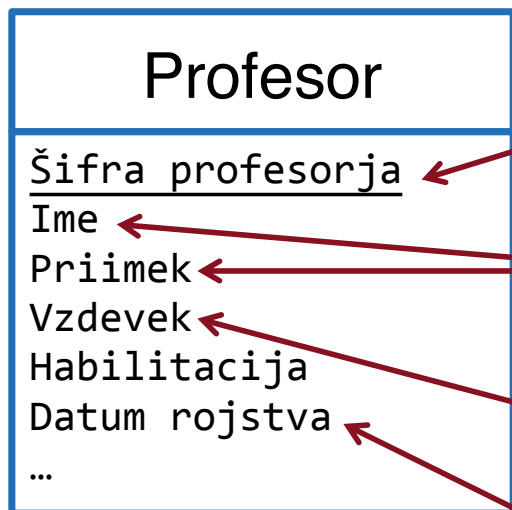 Profesor
Šifra profesorja
Ime
Priimek
Vzdevek
Habilitacija
Datum rojstva
…